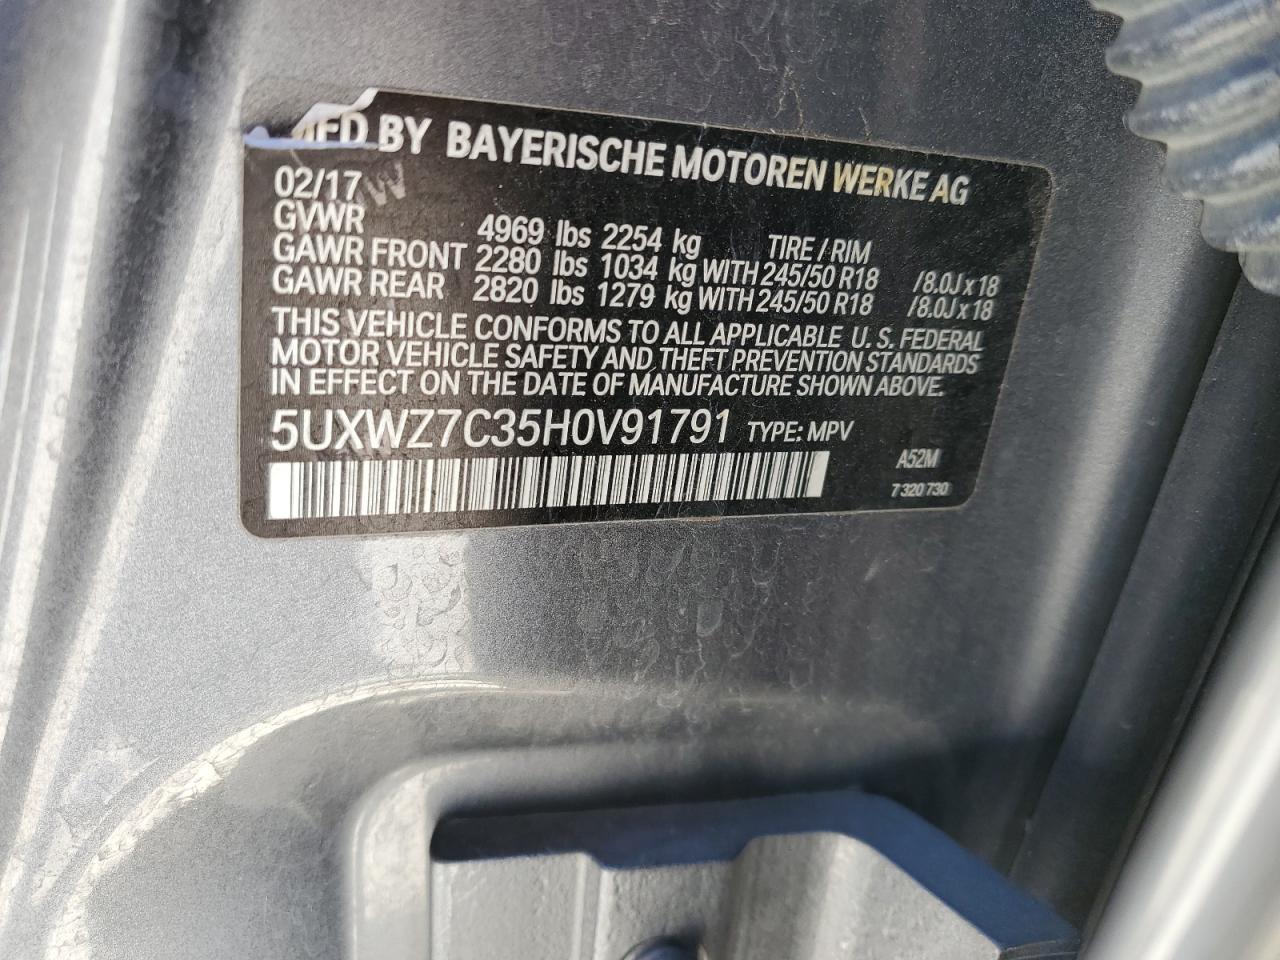 MFD BY BAYERISCHE MOTOREN WERKE AG
02/17
GVWR 4969 lbs 2254 kg TIRE / RIM
GAWR FRONT 2280 lbs 1034 kg WITH 245/50 R18 /8.0J x 18
GAWR REAR 2820 lbs 1279 kg WITH 245/50 R18 /8.0J x 18
THIS VEHICLE CONFORMS TO ALL APPLICABLE U. S. FEDERAL
MOTOR VEHICLE SAFETY AND THEFT PREVENTION STANDARDS
IN EFFECT ON THE DATE OF MANUFACTURE SHOWN ABOVE.
5UXWZ7C35H0V91791 TYPE: MPV
A52M
7 320 730